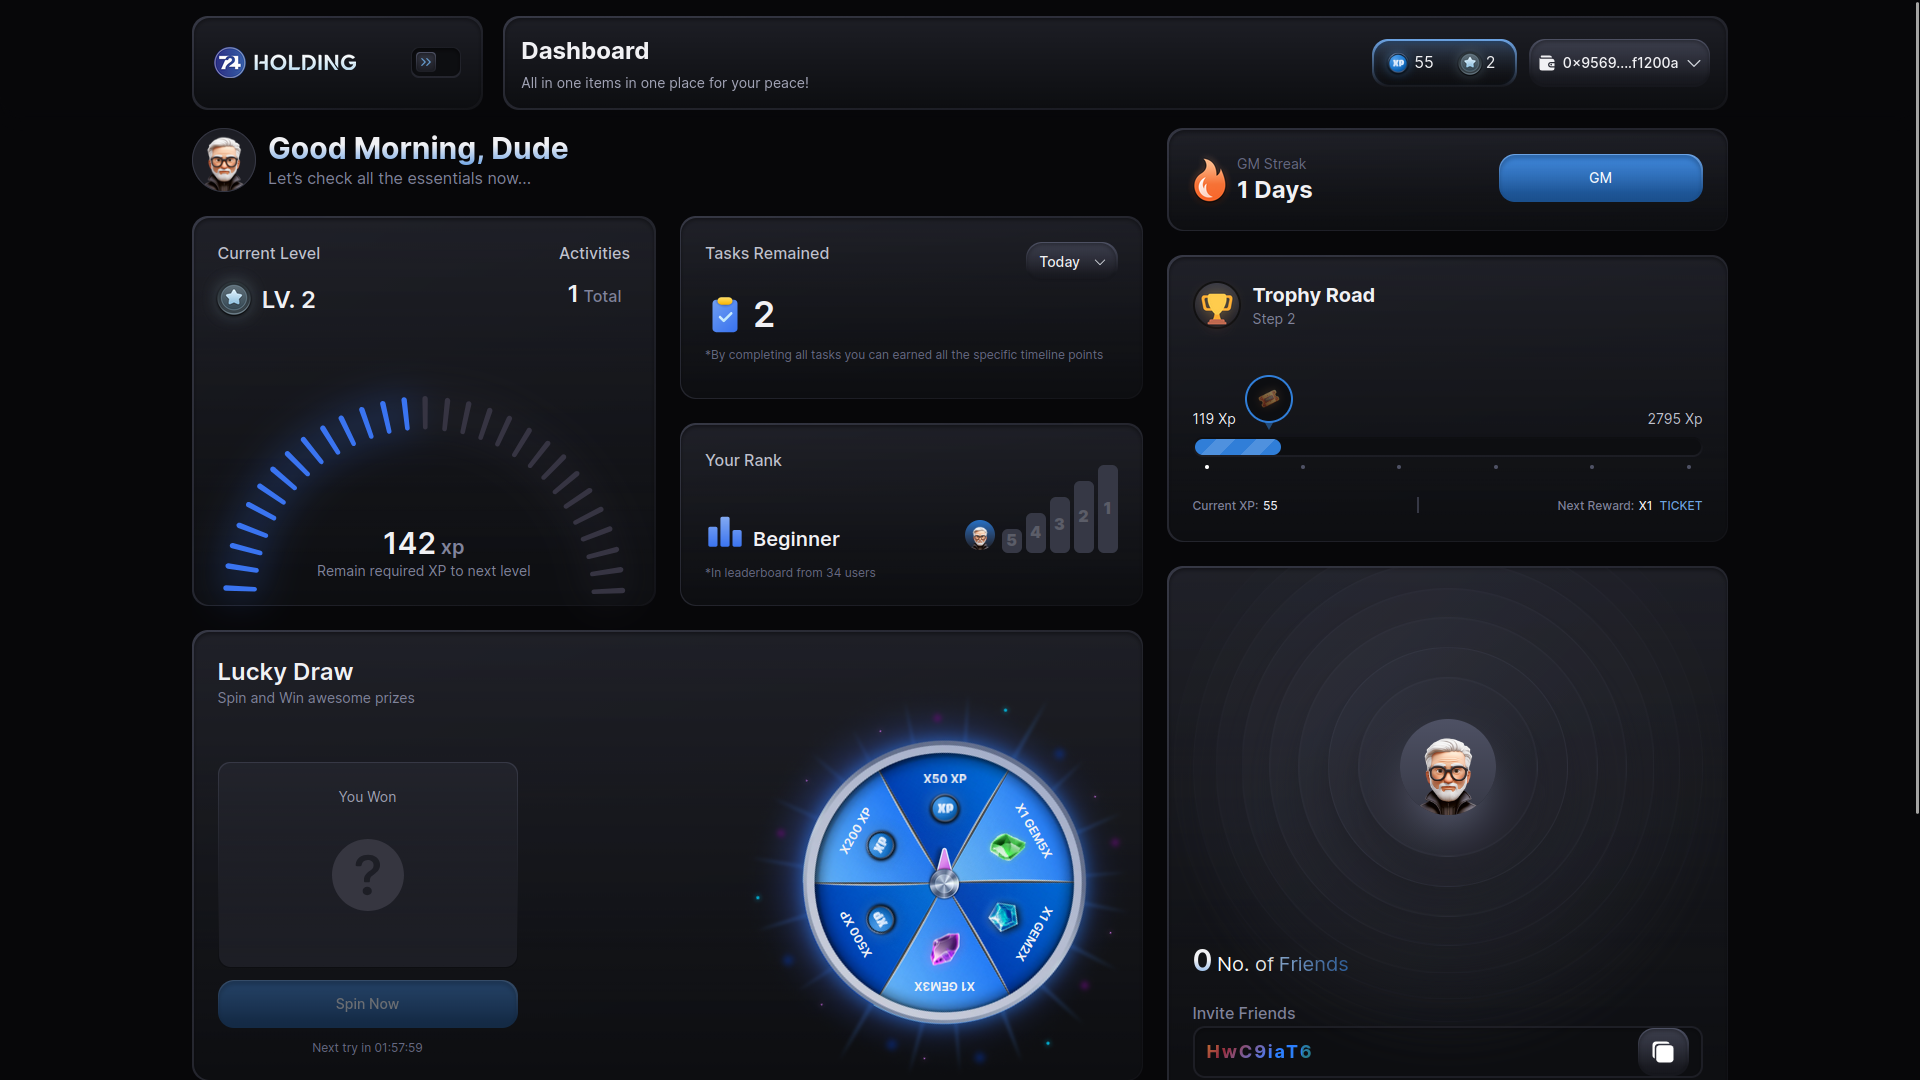 74 HOLDING
Dashboard
All in one items in one place for your peace!
XP 55 2
0×9569....f1200a
Good Morning, Dude
Let's check all the essentials now...
GM Streak
1 Days
GM
Current Level
LV. 2
Activities
1 Total
142 xp
Remain required XP to next level
Tasks Remained
Today
2
*By completing all tasks you can earned all the specific timeline points
Your Rank
Beginner
5 4 3 2 1
*In leaderboard from 34 users
Trophy Road
Step 2
119 Xp
2795 Xp
Current XP: 55
Next Reward: X1 TICKET
Lucky Draw
Spin and Win awesome prizes
You Won
?
Spin Now
Next try in 01:57:59
X50 XP
XP
X1 GEM5X
X1 GEM2X
X1 GEM3X
X500 XP
XP
X200 XP
XP
0 No. of Friends
Invite Friends
HwC9iaT6